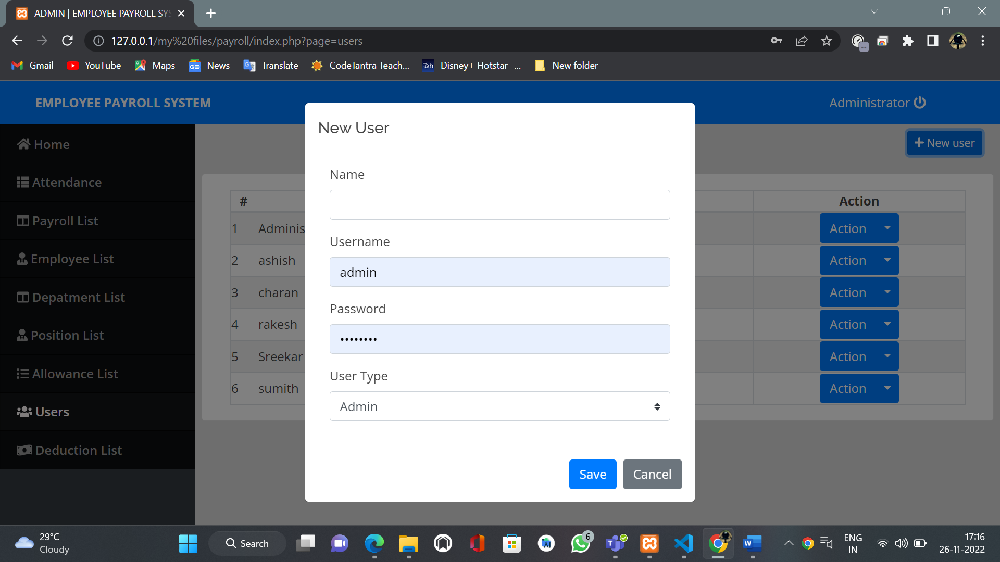 ADMIN | EMPLOYEE PAYROLL SYS
127.0.0.1/my%20files/payroll/index.php?page=users
Gmail YouTube Maps News Translate CodeTantra Teach... Disney+ Hotstar -... New folder
EMPLOYEE PAYROLL SYSTEM Administrator
Home
Attendance
Payroll List
Employee List
Depatment List
Position List
Allowance List
Users
Deduction List
+ New user
# Action
1 Adminis Action
2 ashish Action
3 charan Action
4 rakesh Action
5 Sreekar Action
6 sumith Action
New User
Name
Username
admin
Password
••••••••
User Type
Admin
Save Cancel
29°C
Cloudy
Search
6
ENG
IN
17:16
26-11-2022